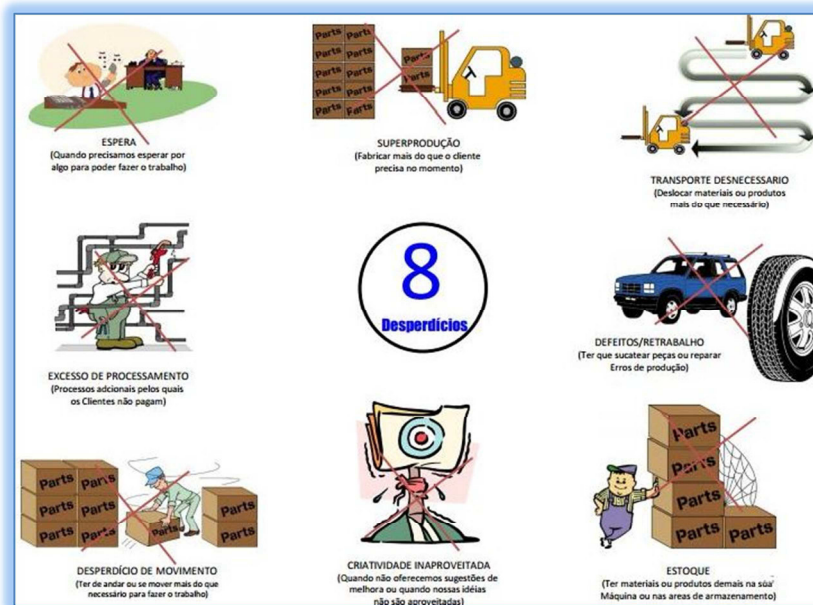 ESPERA
(Quando precisamos esperar por
algo para poder fazer o trabalho)
Parts Parts
Parts Parts
Parts Parts
Parts Parts
Parts Parts
Parts
Parts
SUPERPRODUÇÃO
(Fabricar mais do que o cliente
precisa no momento)
TRANSPORTE DESNECESSARIO
(Deslocar materiais ou produtos
mais do que necessário)
EXCESSO DE PROCESSAMENTO
(Processos adcionais pelos quais
os Clientes não pagam)
8
Desperdícios
DEFEITOS/RETRABALHO
(Ter que sucatear peças ou reparar
Erros de produção)
Parts Parts
Parts Parts
Parts Parts
Parts
Parts
Parts
DESPERDÍCIO DE MOVIMENTO
(Ter de andar ou se mover mais do que
necessário para fazer o trabalho)
CRIATIVIDADE INAPROVEITADA
(Quando não oferecemos sugestões de
melhora ou quando nossas idéias
não são aproveitadas)
Parts
Parts
Parts
Parts Parts
ESTOQUE
(Ter materiais ou produtos demais na sua
Máquina ou nas areas de armazenamento)